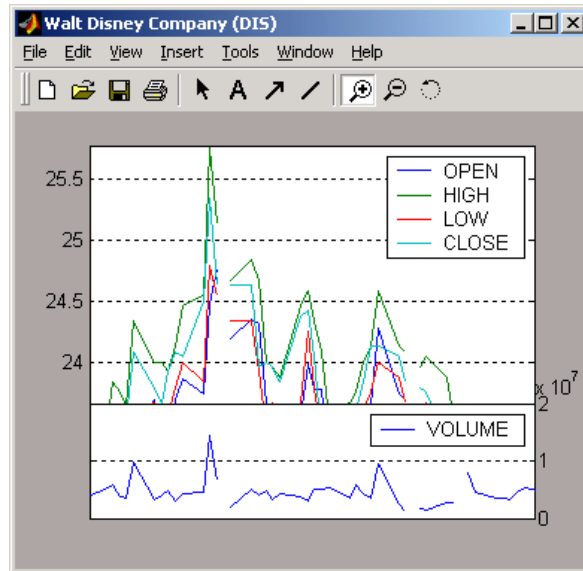 Walt Disney Company (DIS)
File Edit View Insert Tools Window Help
25.5
25
24.5
24
OPEN
HIGH
LOW
CLOSE
x 10^7
2
1
0
VOLUME